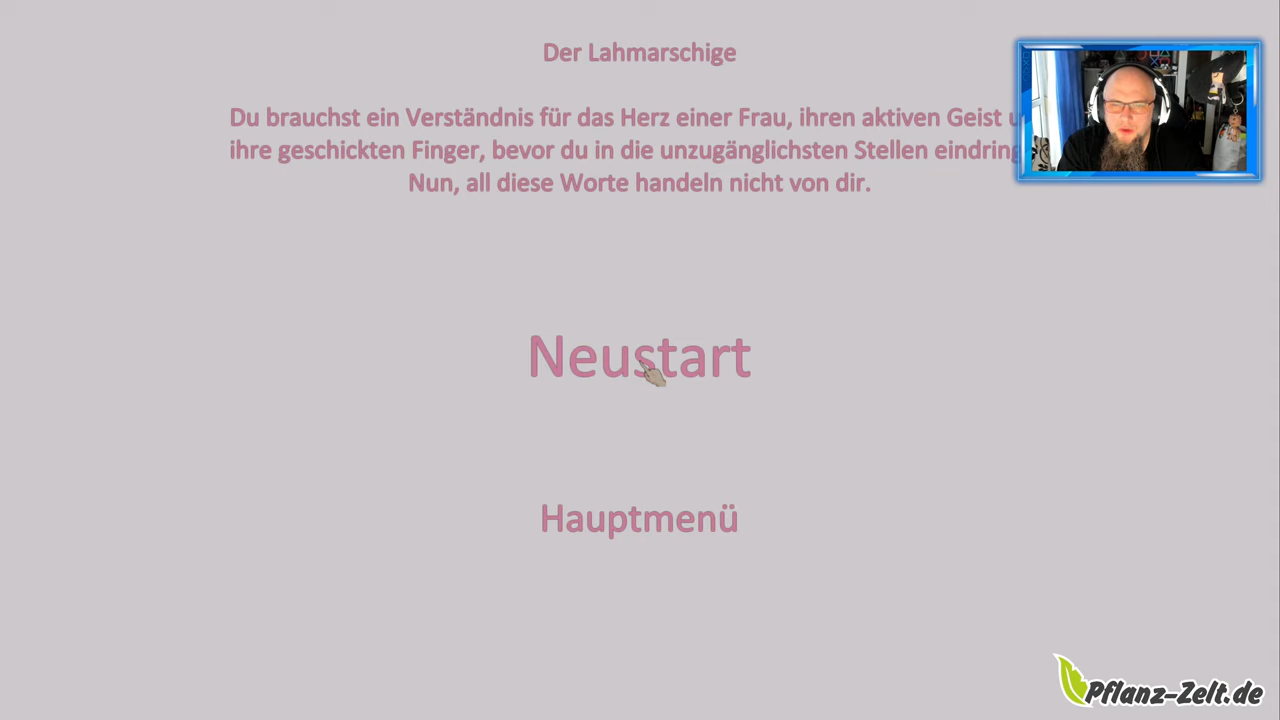 Der Lahmarschige
Du brauchst ein Verständnis für das Herz einer Frau, ihren aktiven Geist
ihre geschickten Finger, bevor du in die unzugänglichsten Stellen eindring
Nun, all diese Worte handeln nicht von dir.
Neustart
Hauptmenü
Pflanz-Zelt.de